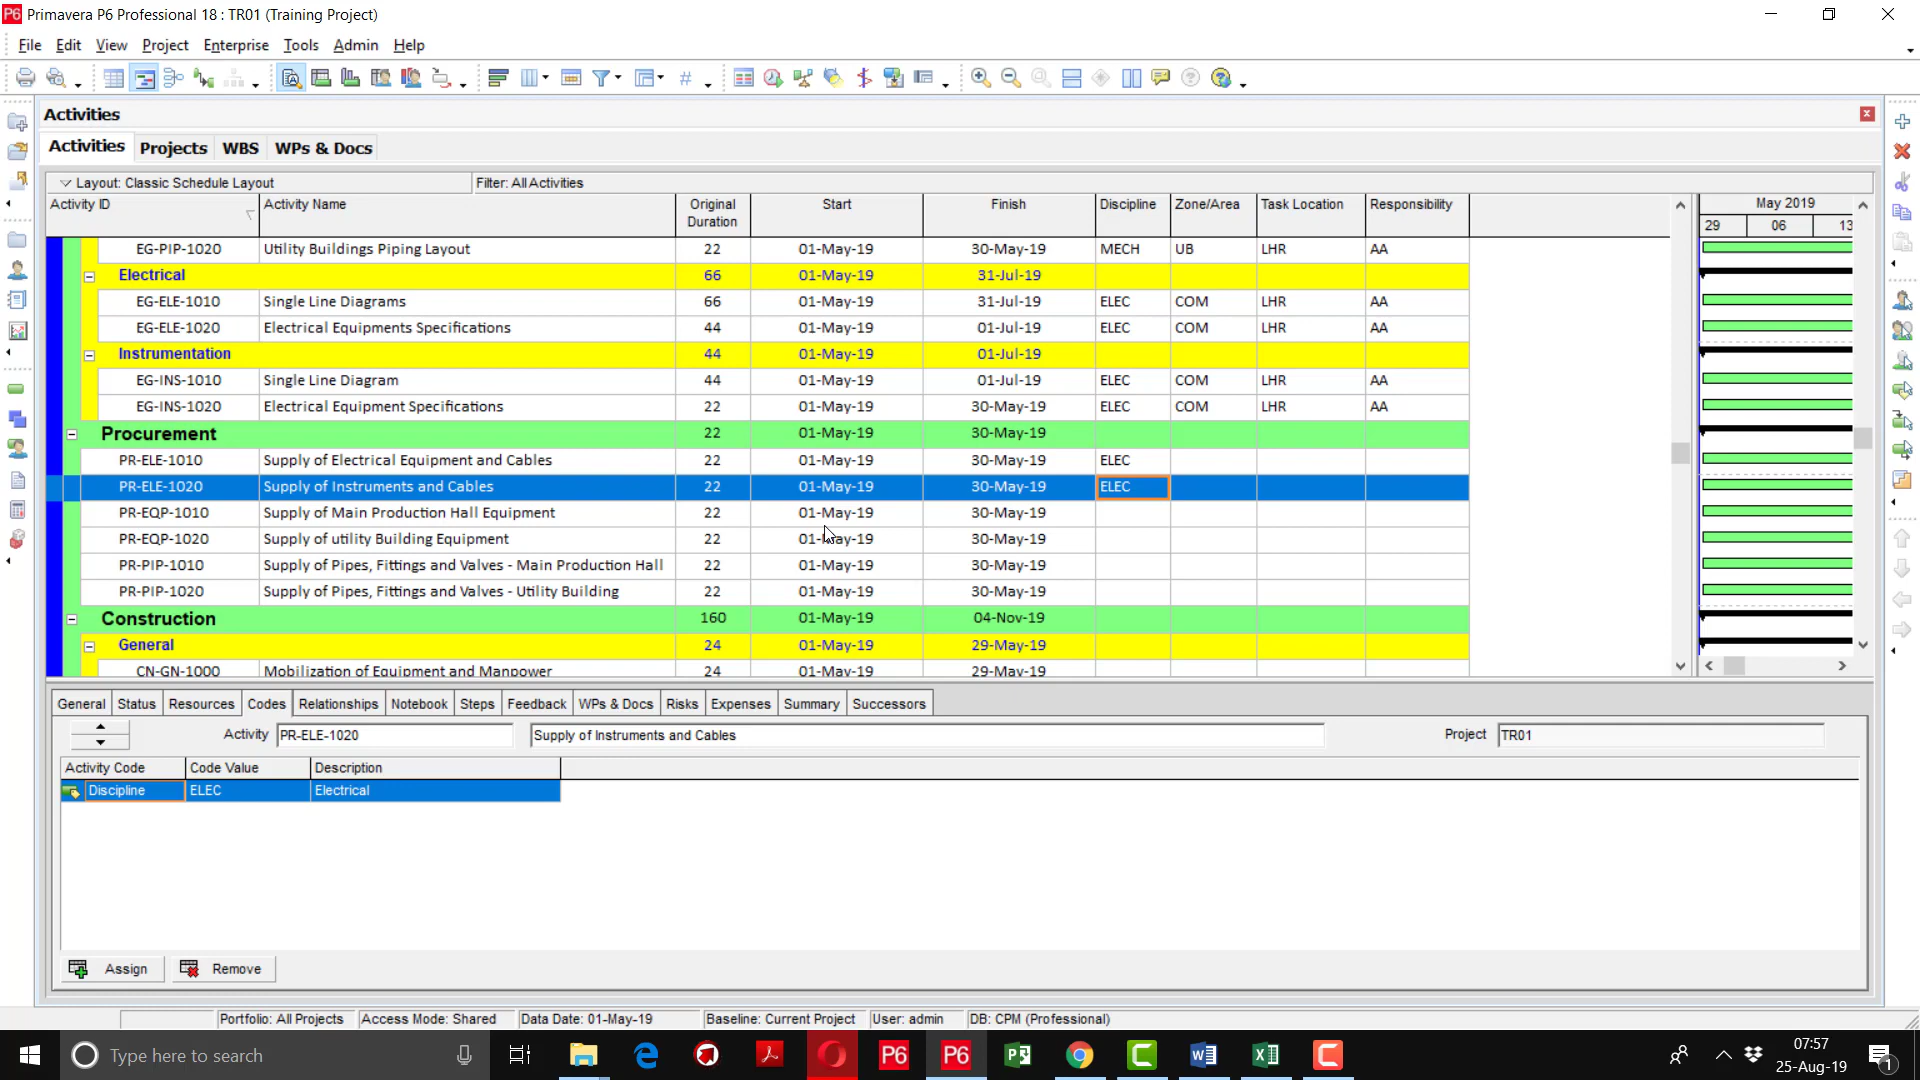 P6 Primavera P6 Professional 18 : TR01 (Training Project)
File Edit View Project Enterprise Tools Admin Help
Activities
Activities Projects WBS WPs & Docs
Layout: Classic Schedule Layout Filter: All Activities
Activity ID Activity Name Original Duration Start Finish Discipline Zone/Area Task Location Responsibility May 2019
29 06 13
EG-PIP-1020 Utility Buildings Piping Layout 22 01-May-19 30-May-19 MECH UB LHR AA
Electrical 66 01-May-19 31-Jul-19
EG-ELE-1010 Single Line Diagrams 66 01-May-19 31-Jul-19 ELEC COM LHR AA
EG-ELE-1020 Electrical Equipments Specifications 44 01-May-19 01-Jul-19 ELEC COM LHR AA
Instrumentation 44 01-May-19 01-Jul-19
EG-INS-1010 Single Line Diagram 44 01-May-19 01-Jul-19 ELEC COM LHR AA
EG-INS-1020 Electrical Equipment Specifications 22 01-May-19 30-May-19 ELEC COM LHR AA
Procurement 22 01-May-19 30-May-19
PR-ELE-1010 Supply of Electrical Equipment and Cables 22 01-May-19 30-May-19 ELEC
PR-ELE-1020 Supply of Instruments and Cables 22 01-May-19 30-May-19 ELEC
PR-EQP-1010 Supply of Main Production Hall Equipment 22 01-May-19 30-May-19
PR-EQP-1020 Supply of utility Building Equipment 22 01-May-19 30-May-19
PR-PIP-1010 Supply of Pipes, Fittings and Valves - Main Production Hall 22 01-May-19 30-May-19
PR-PIP-1020 Supply of Pipes, Fittings and Valves - Utility Building 22 01-May-19 30-May-19
Construction 160 01-May-19 04-Nov-19
General 24 01-May-19 29-May-19
CN-GN-1000 Mobilization of Equipment and Manpower 24 01-May-19 29-May-19
General Status Resources Codes Relationships Notebook Steps Feedback WPs & Docs Risks Expenses Summary Successors
Activity PR-ELE-1020 Supply of Instruments and Cables Project TR01
Activity Code Code Value Description
Discipline ELEC Electrical
Assign Remove
Portfolio: All Projects Access Mode: Shared Data Date: 01-May-19 Baseline: Current Project User: admin DB: CPM (Professional)
Type here to search P6 P6 07:57
25-Aug-19 1